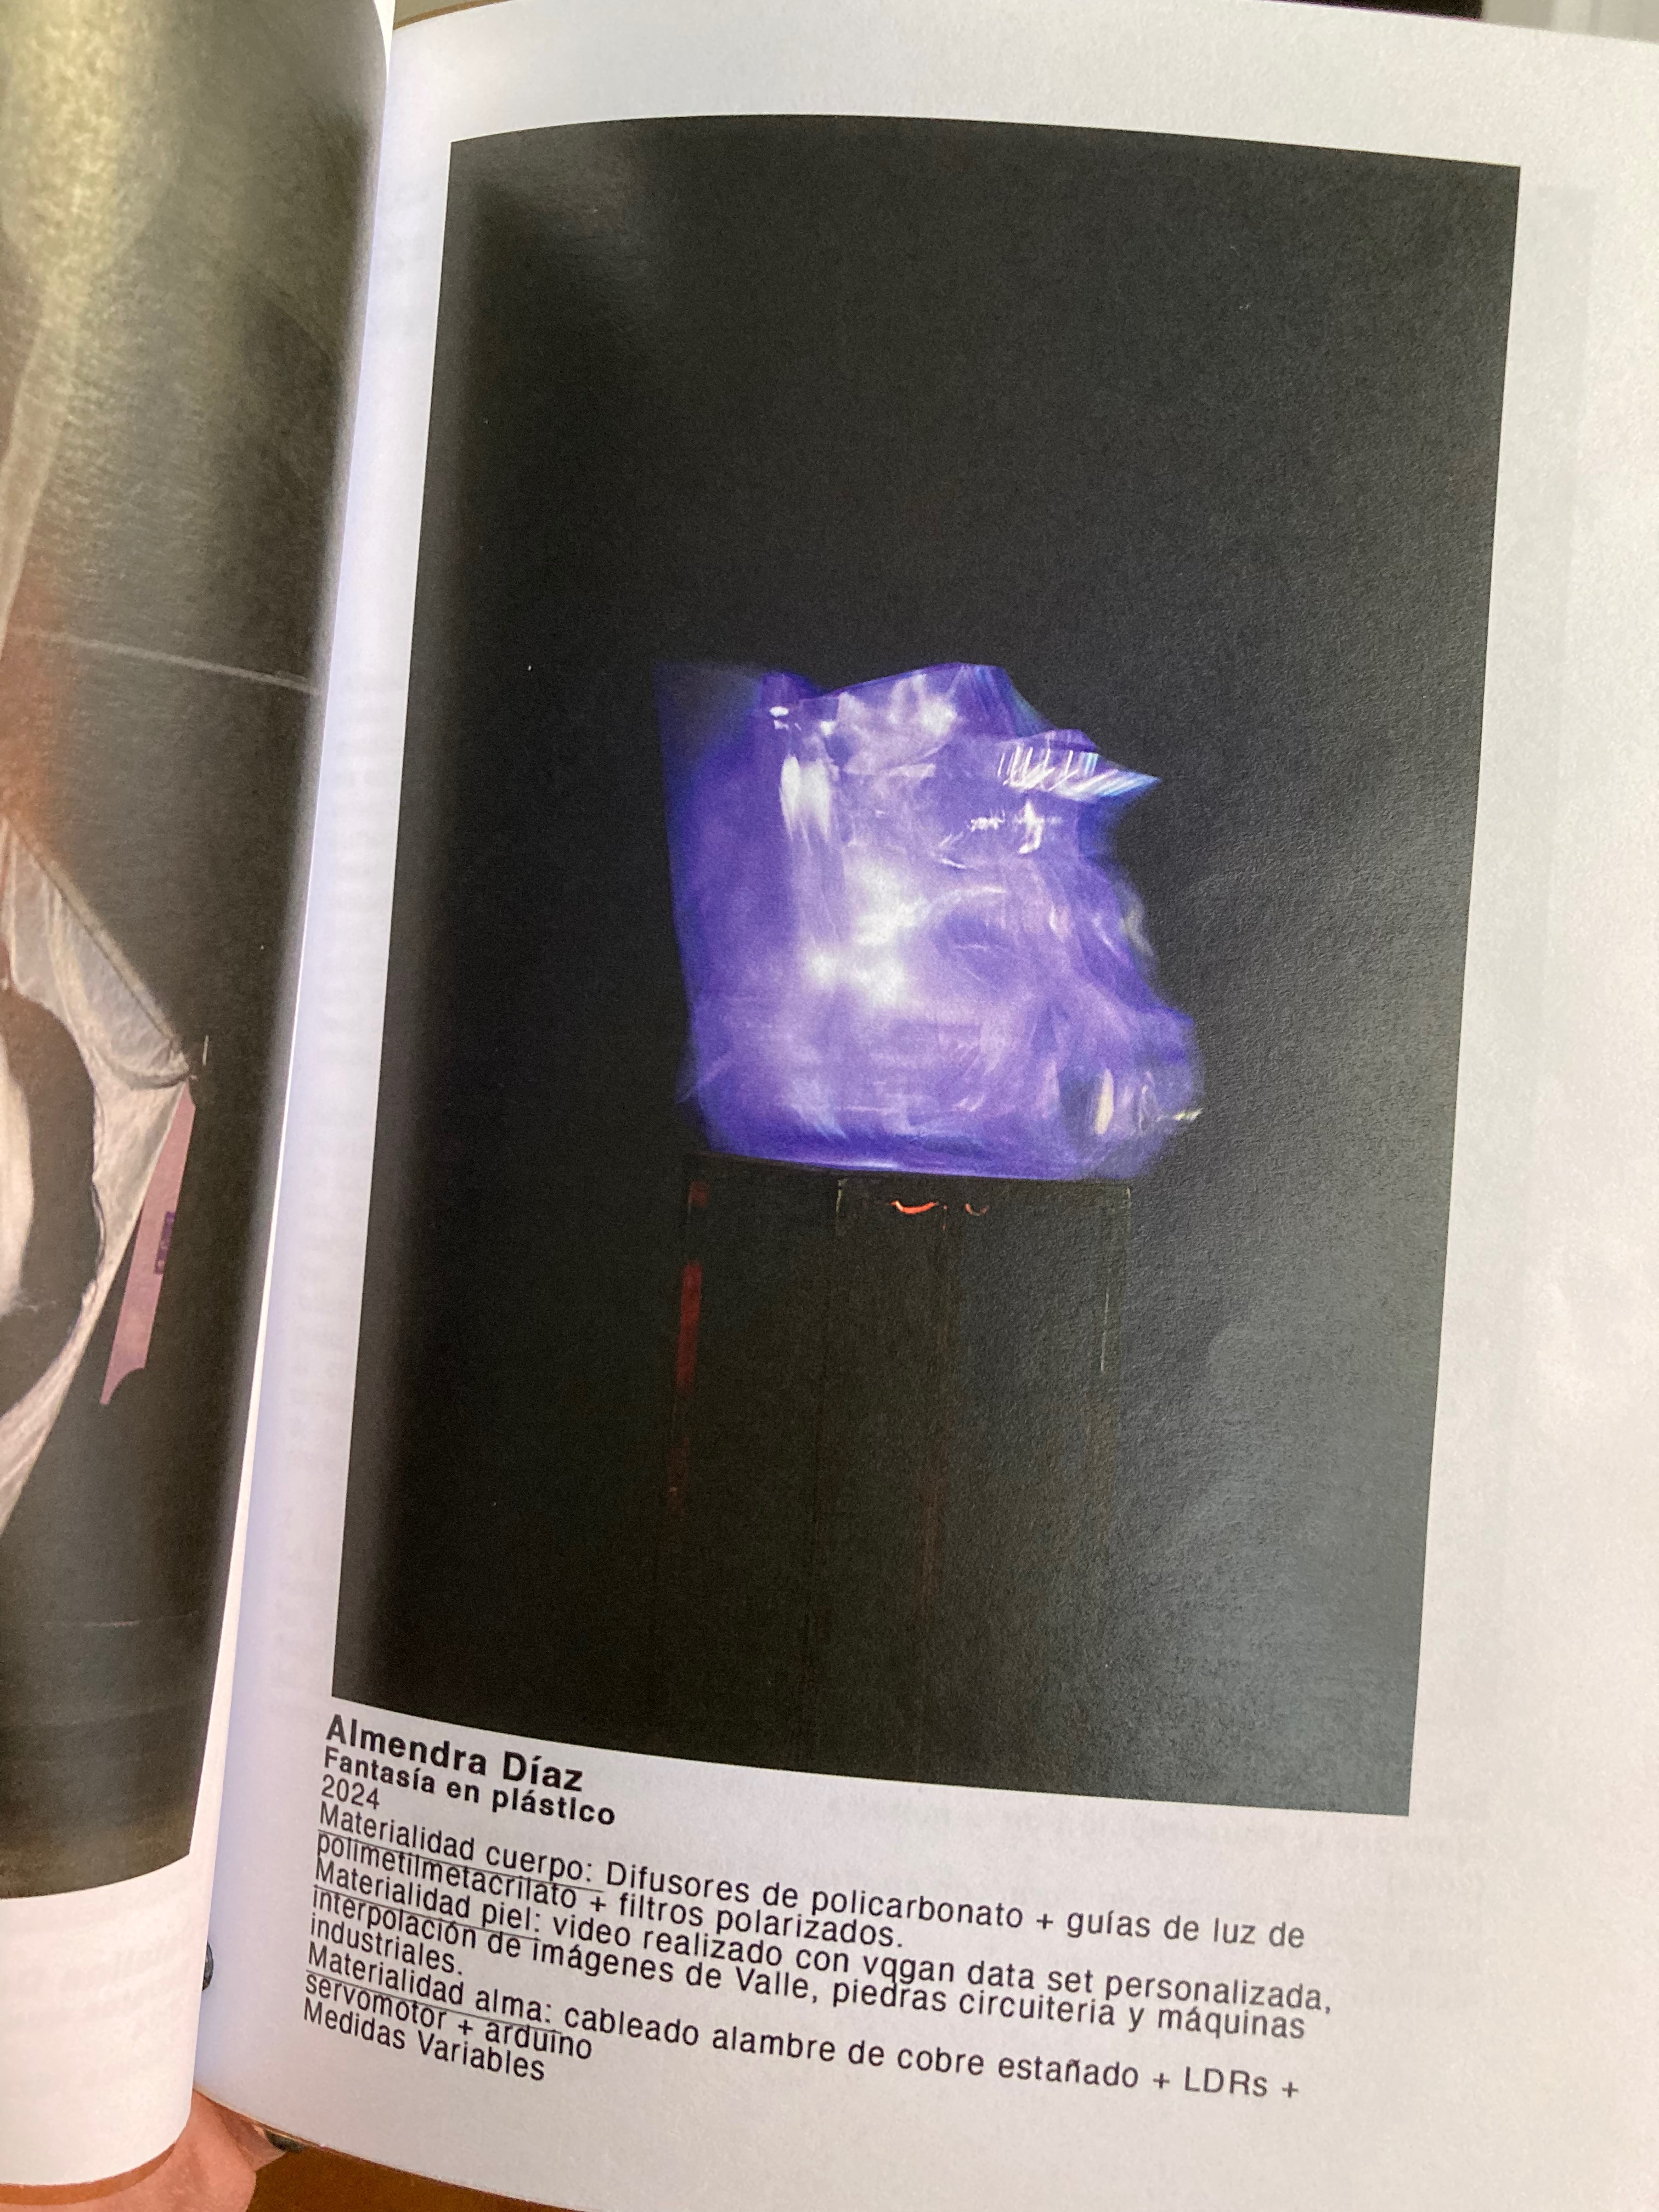 Almendra Díaz
Fantasía en plástico
2024
Materialidad cuerpo: Difusores de policarbonato + guías de luz de
polimetilmetacrilato + filtros polarizados.
Materialidad piel: video realizado con vqgan data set personalizada,
interpolación de imágenes de Valle, piedras circuiteria y máquinas
industriales.
Materialidad alma: cableado alambre de cobre estañado + LDRs +
servomotor + arduino
Medidas Variables